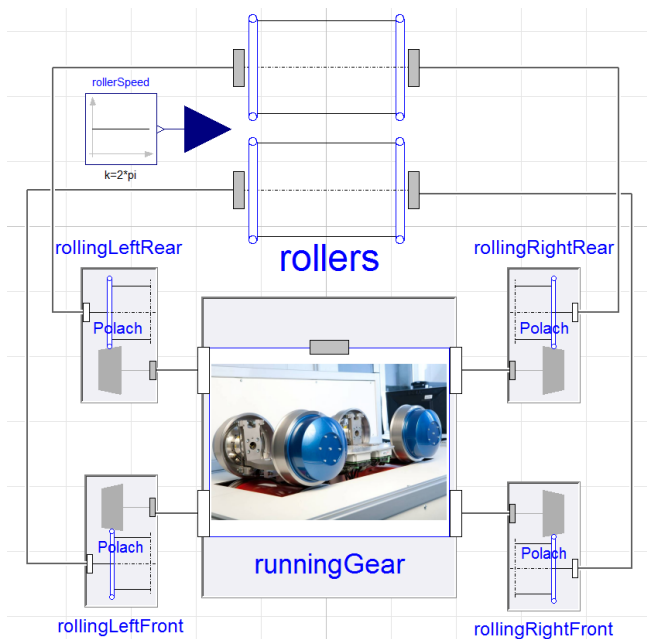 rollerSpeed
k=2*pi
rollers
rollingLeftRear
rollingRightRear
Polach
Polach
runningGear
Polach
Polach
rollingLeftFront
rollingRightFront